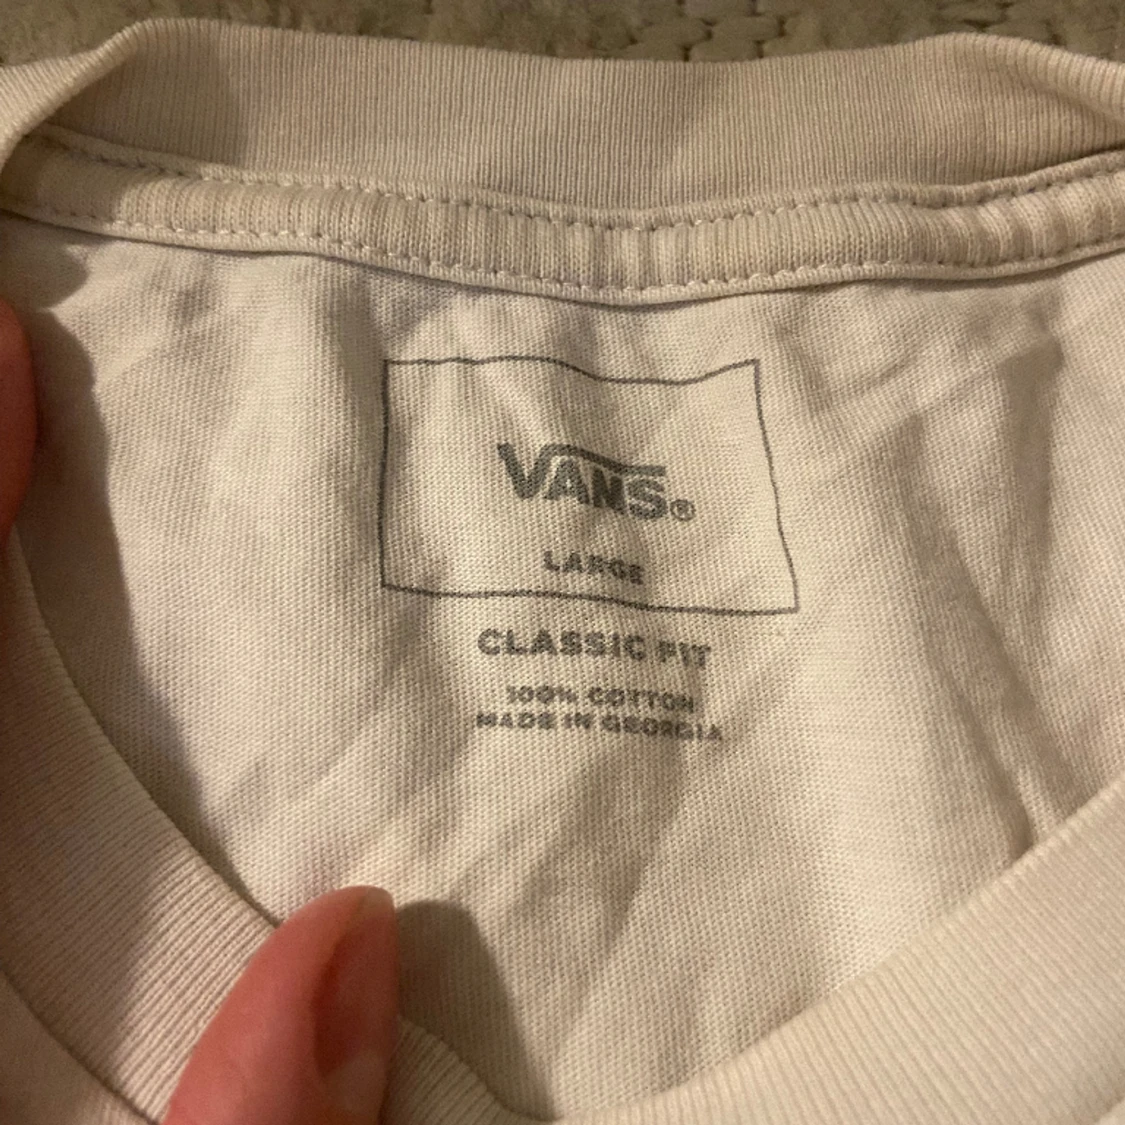 VANS®
LARGE
CLASSIC FIT
100% COTTON
MADE IN GEORGIA